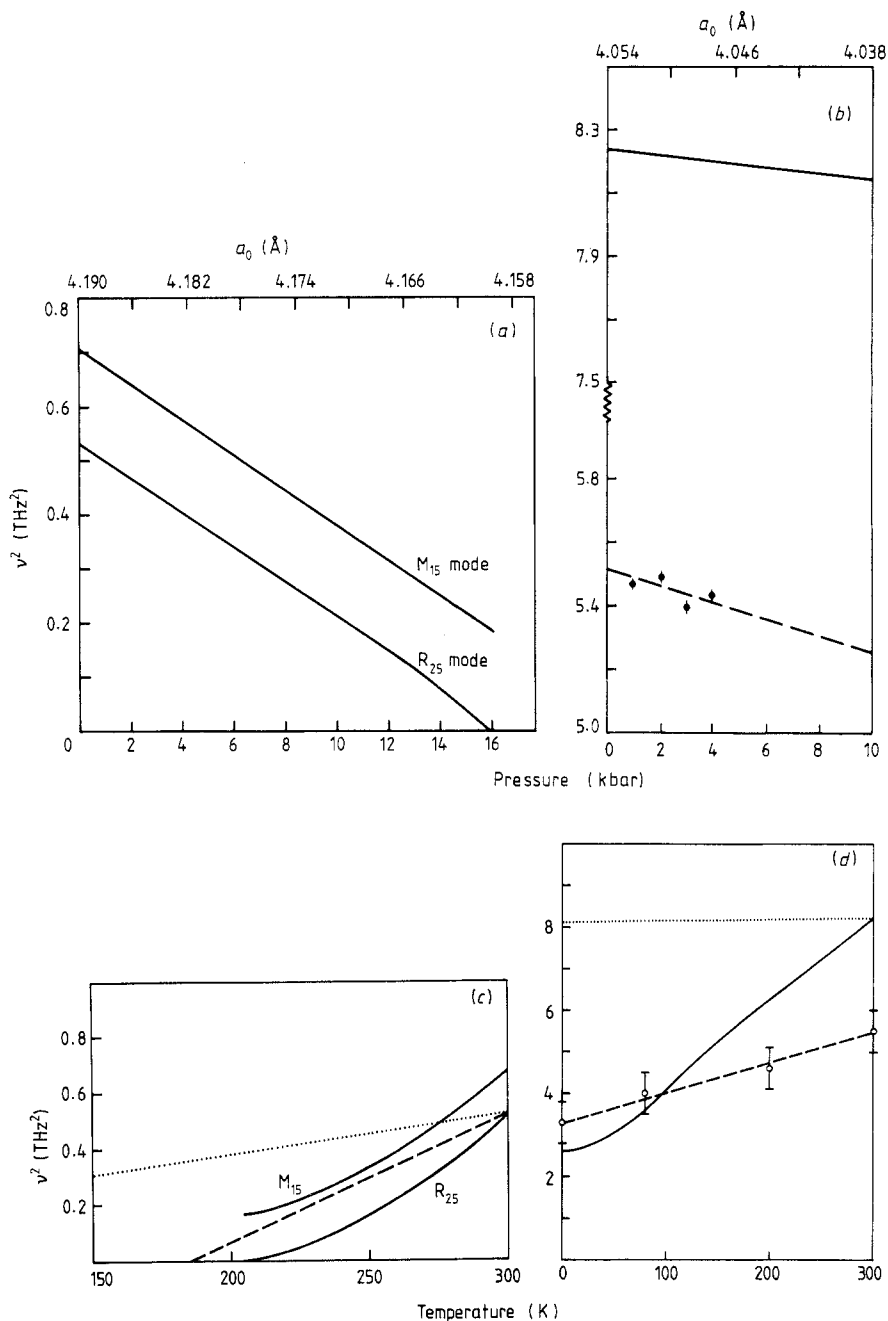 a₀ (Å)
4.054 4.046 4.038
(b)
8.3
7.9
7.5
5.8
5.4
5.0
0 2 4 6 8 10
a₀ (Å)
4.190 4.182 4.174 4.166 4.158
(a)
0.8
0.6
0.4
0.2
ν² (THz²)
M₁₅ mode
R₂₅ mode
0 2 4 6 8 10 12 14 16
Pressure (kbar)
(c)
0.8
0.6
0.4
0.2
ν² (THz²)
M₁₅
R₂₅
150 200 250 300
(d)
8
6
4
2
0 100 200 300
Temperature (K)